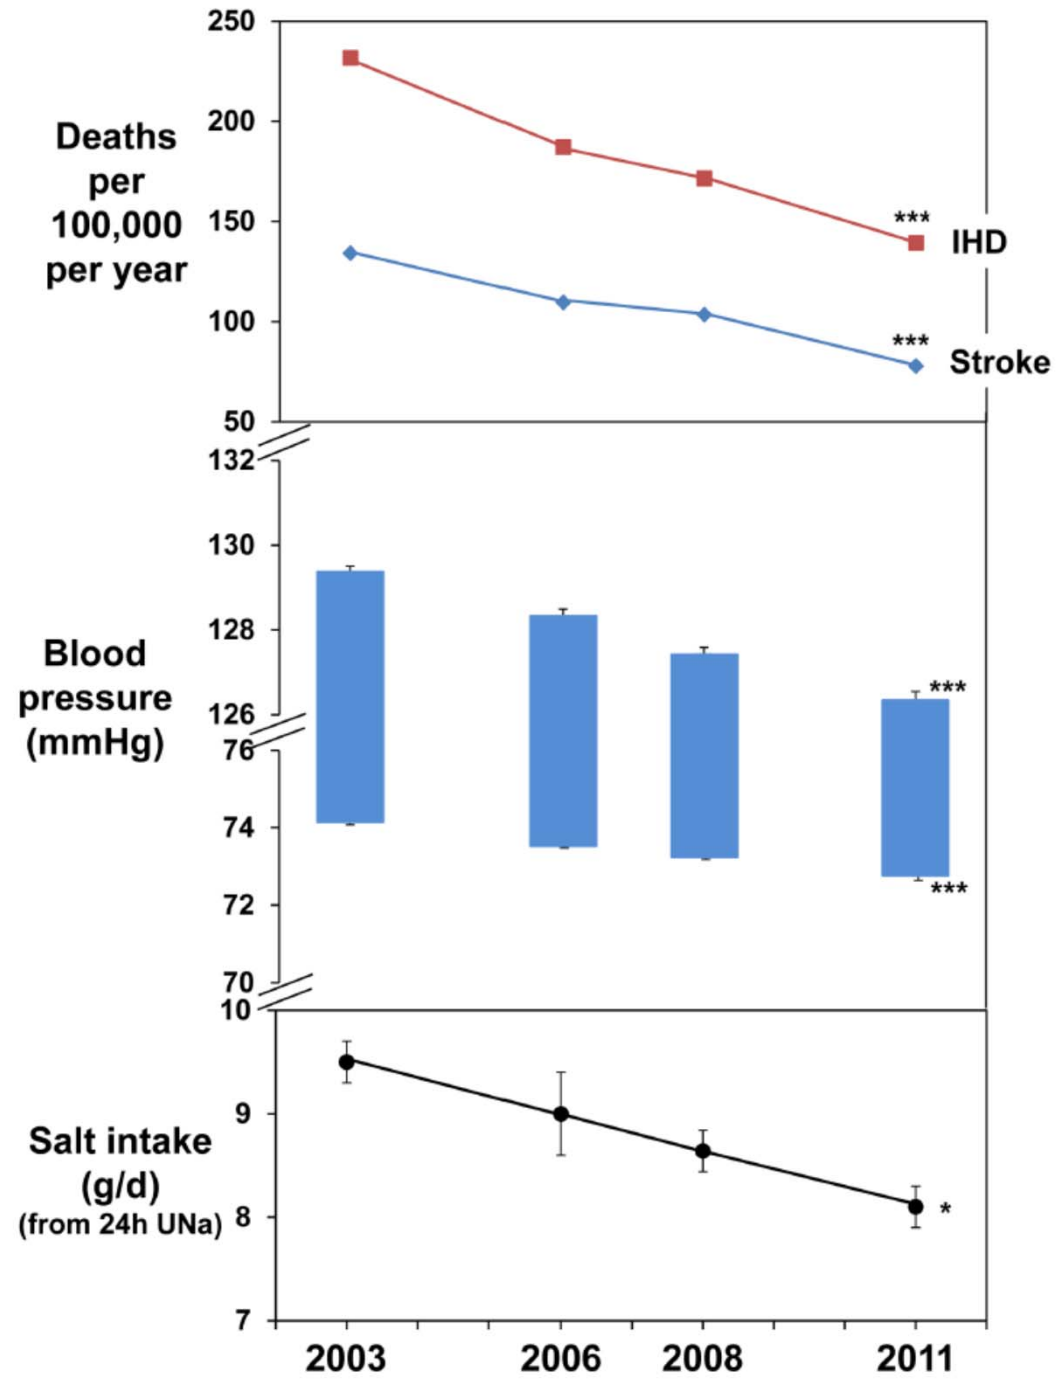 250
200
150
100
50
Deaths
per
100,000
per year
***
IHD
***
Stroke
132
130
128
126
76
74
72
70
Blood
pressure
(mmHg)
***
***
10
9
8
7
Salt intake
(g/d)
(from 24h UNa)
*
2003 2006 2008 2011